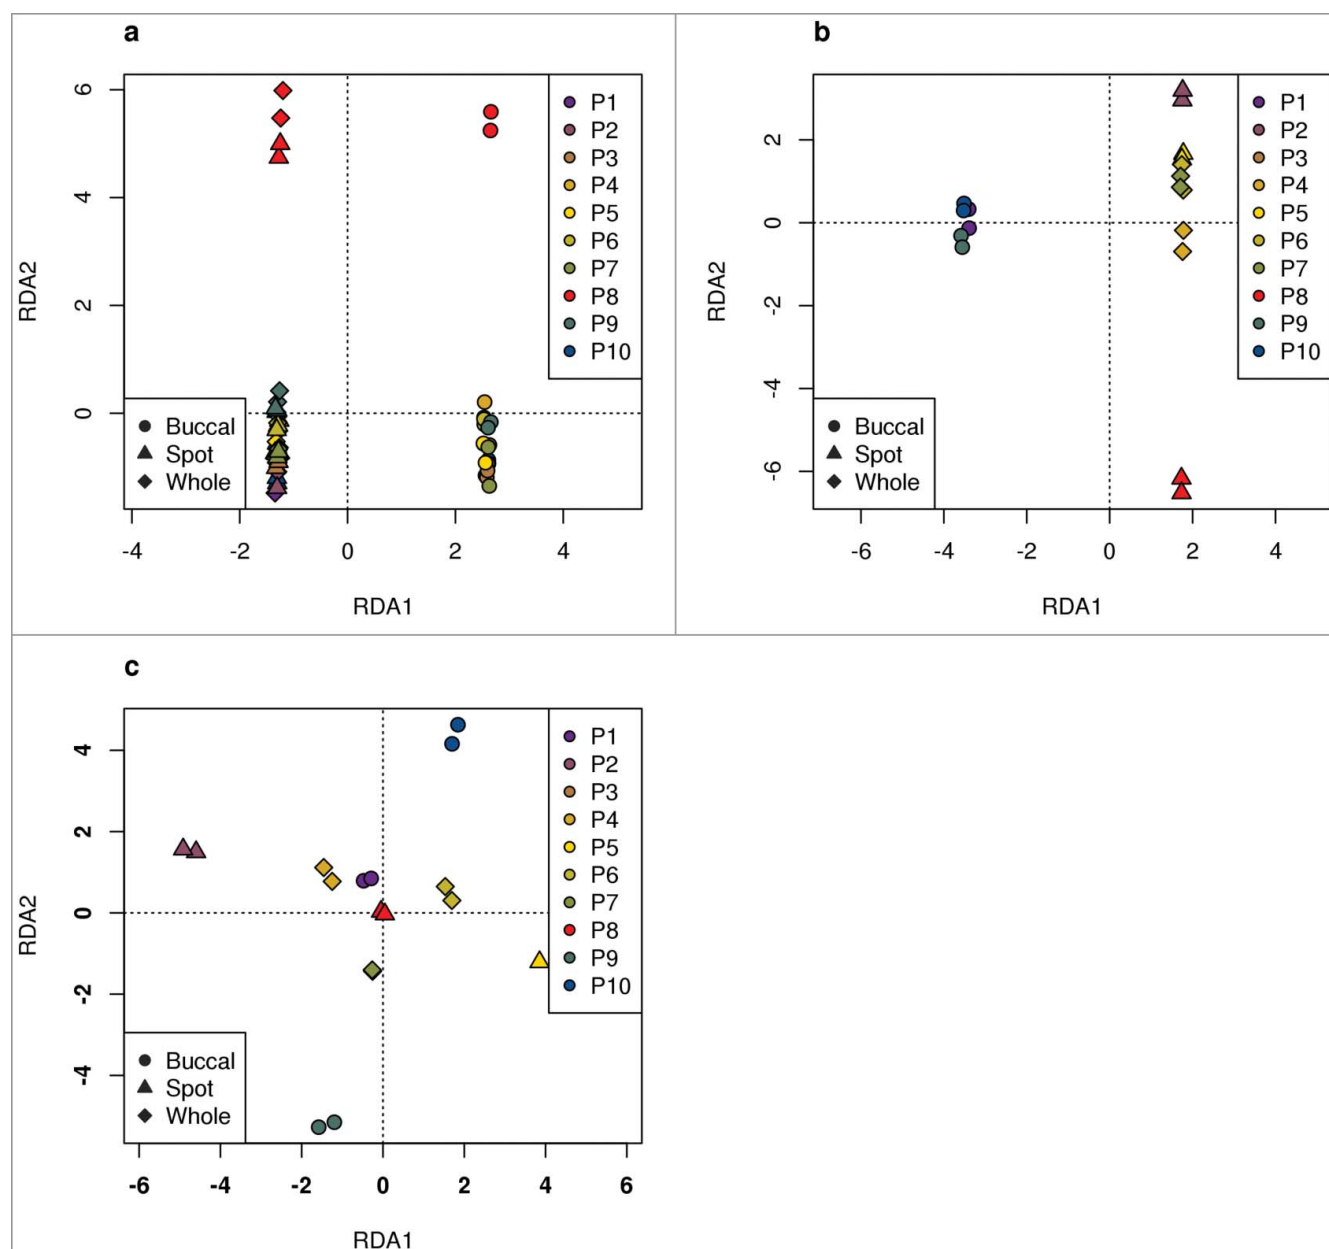 a
6
4
2
0
RDA2
-4
-2
0
2
4
RDA1
P1
P2
P3
P4
P5
P6
P7
P8
P9
P10
Buccal
Spot
Whole
b
2
0
-2
-4
-6
RDA2
-6
-4
-2
0
2
4
RDA1
P1
P2
P3
P4
P5
P6
P7
P8
P9
P10
Buccal
Spot
Whole
c
4
2
0
-2
-4
RDA2
-6
-4
-2
0
2
4
6
RDA1
P1
P2
P3
P4
P5
P6
P7
P8
P9
P10
Buccal
Spot
Whole